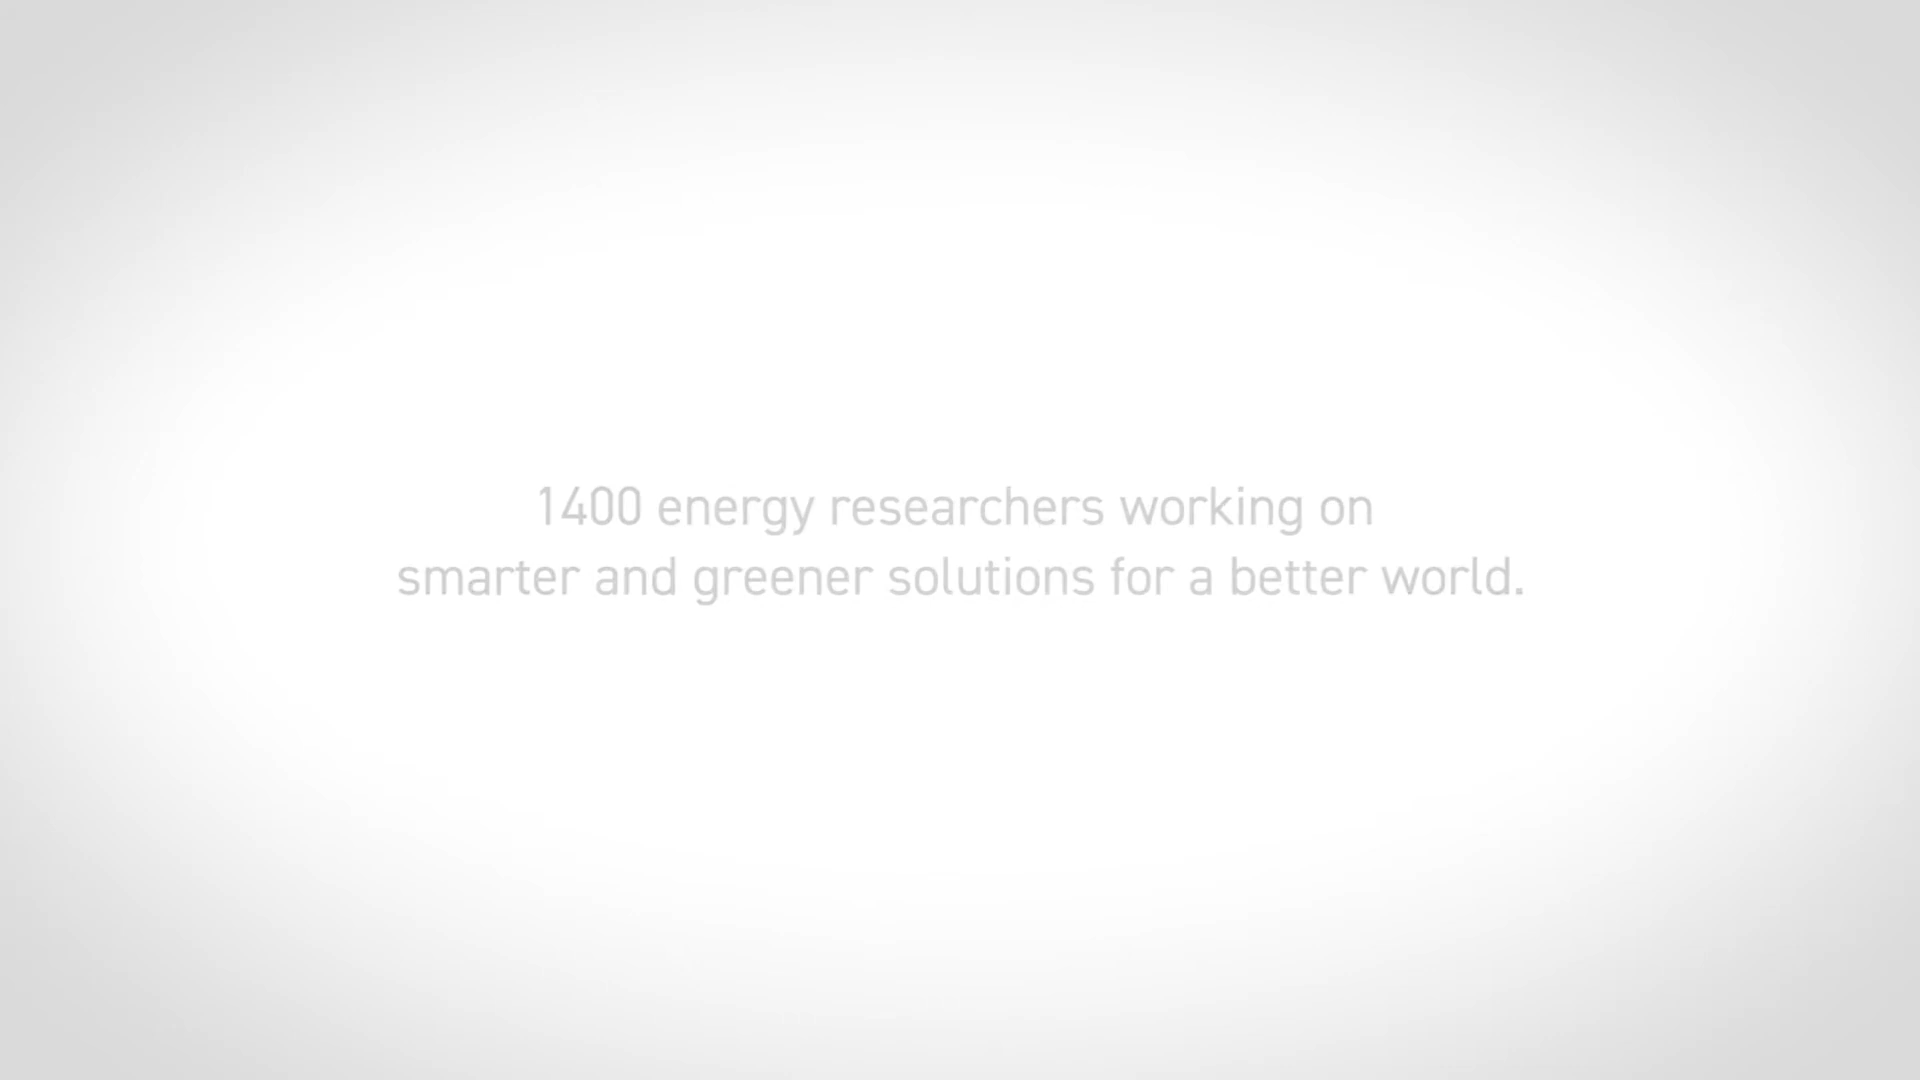 1400 energy researchers working on
smarter and greener solutions for a better world.